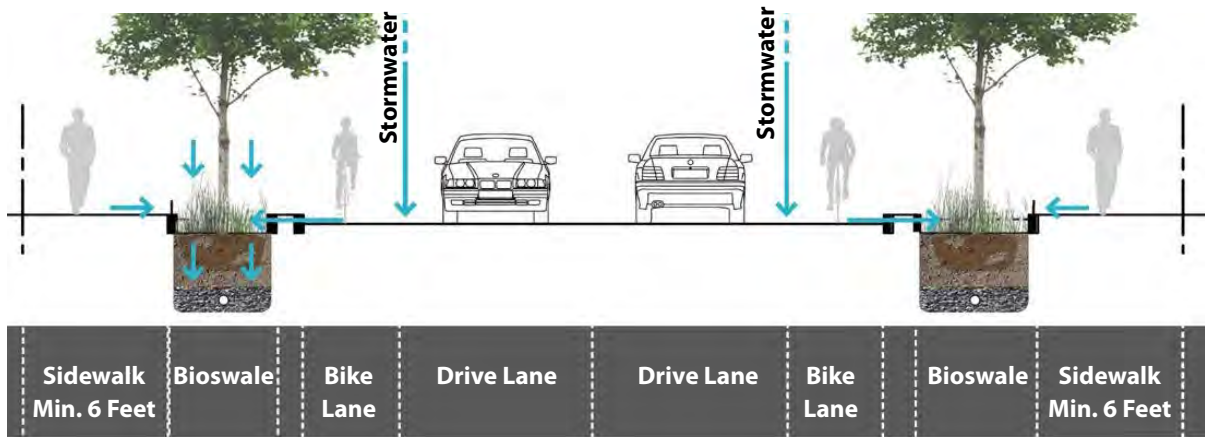 Stormwater
Stormwater
Sidewalk
Min. 6 Feet
Bioswale
Bike
Lane
Drive Lane
Drive Lane
Bike
Lane
Bioswale
Sidewalk
Min. 6 Feet